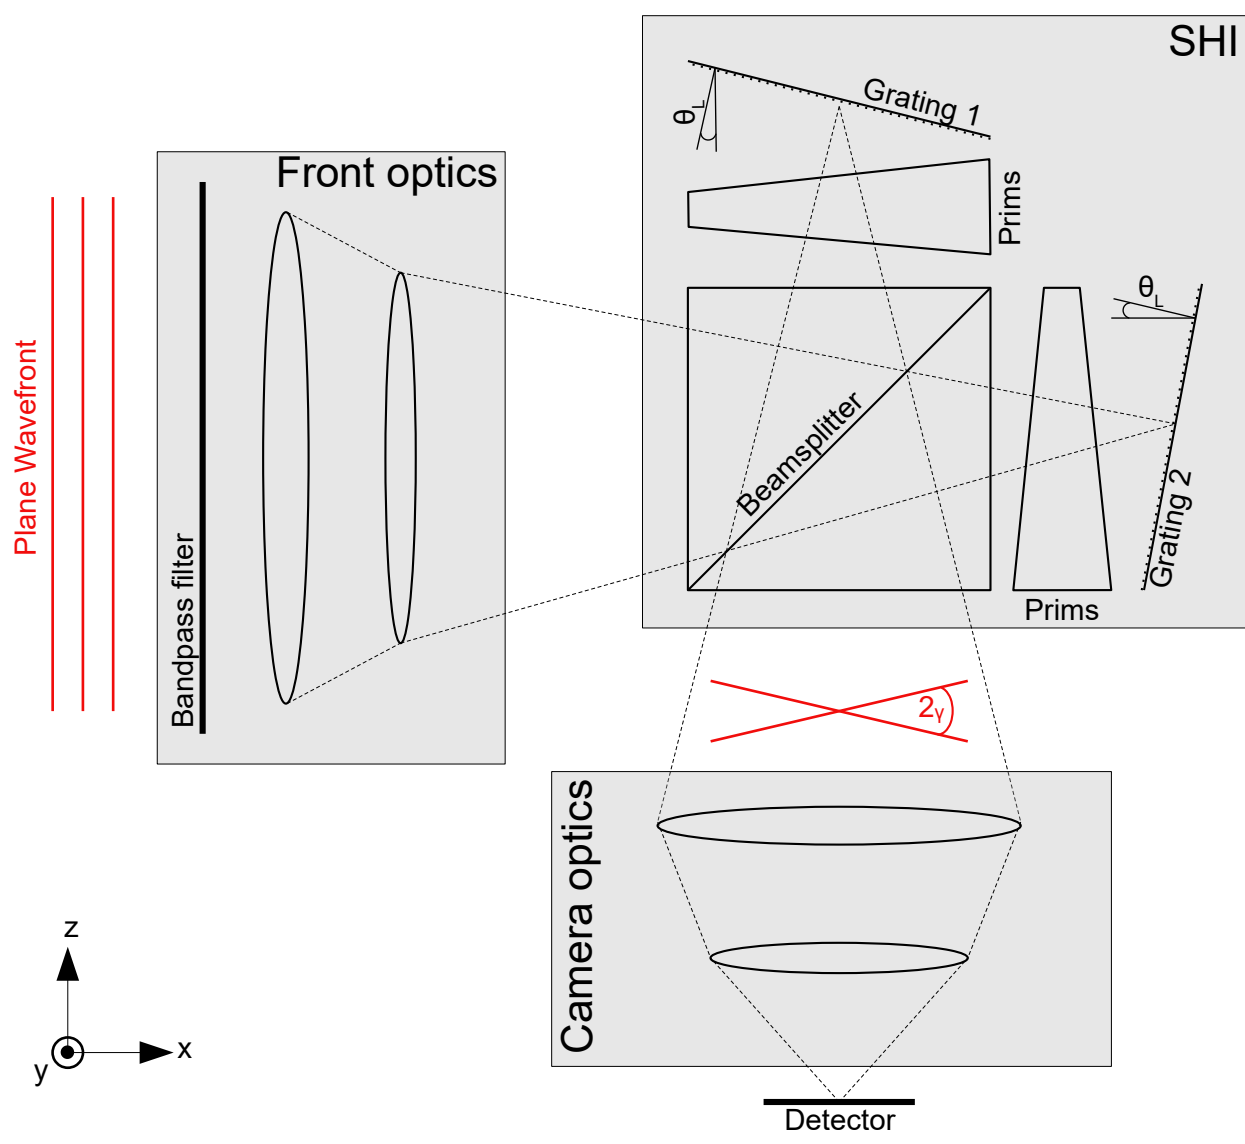 SHI
Grating 1
θL
Front optics
Prims
θL
Plane Wavefront
Beamsplitter
Grating 2
Bandpass filter
Prims
2γ
Camera optics
z
x
y
Detector